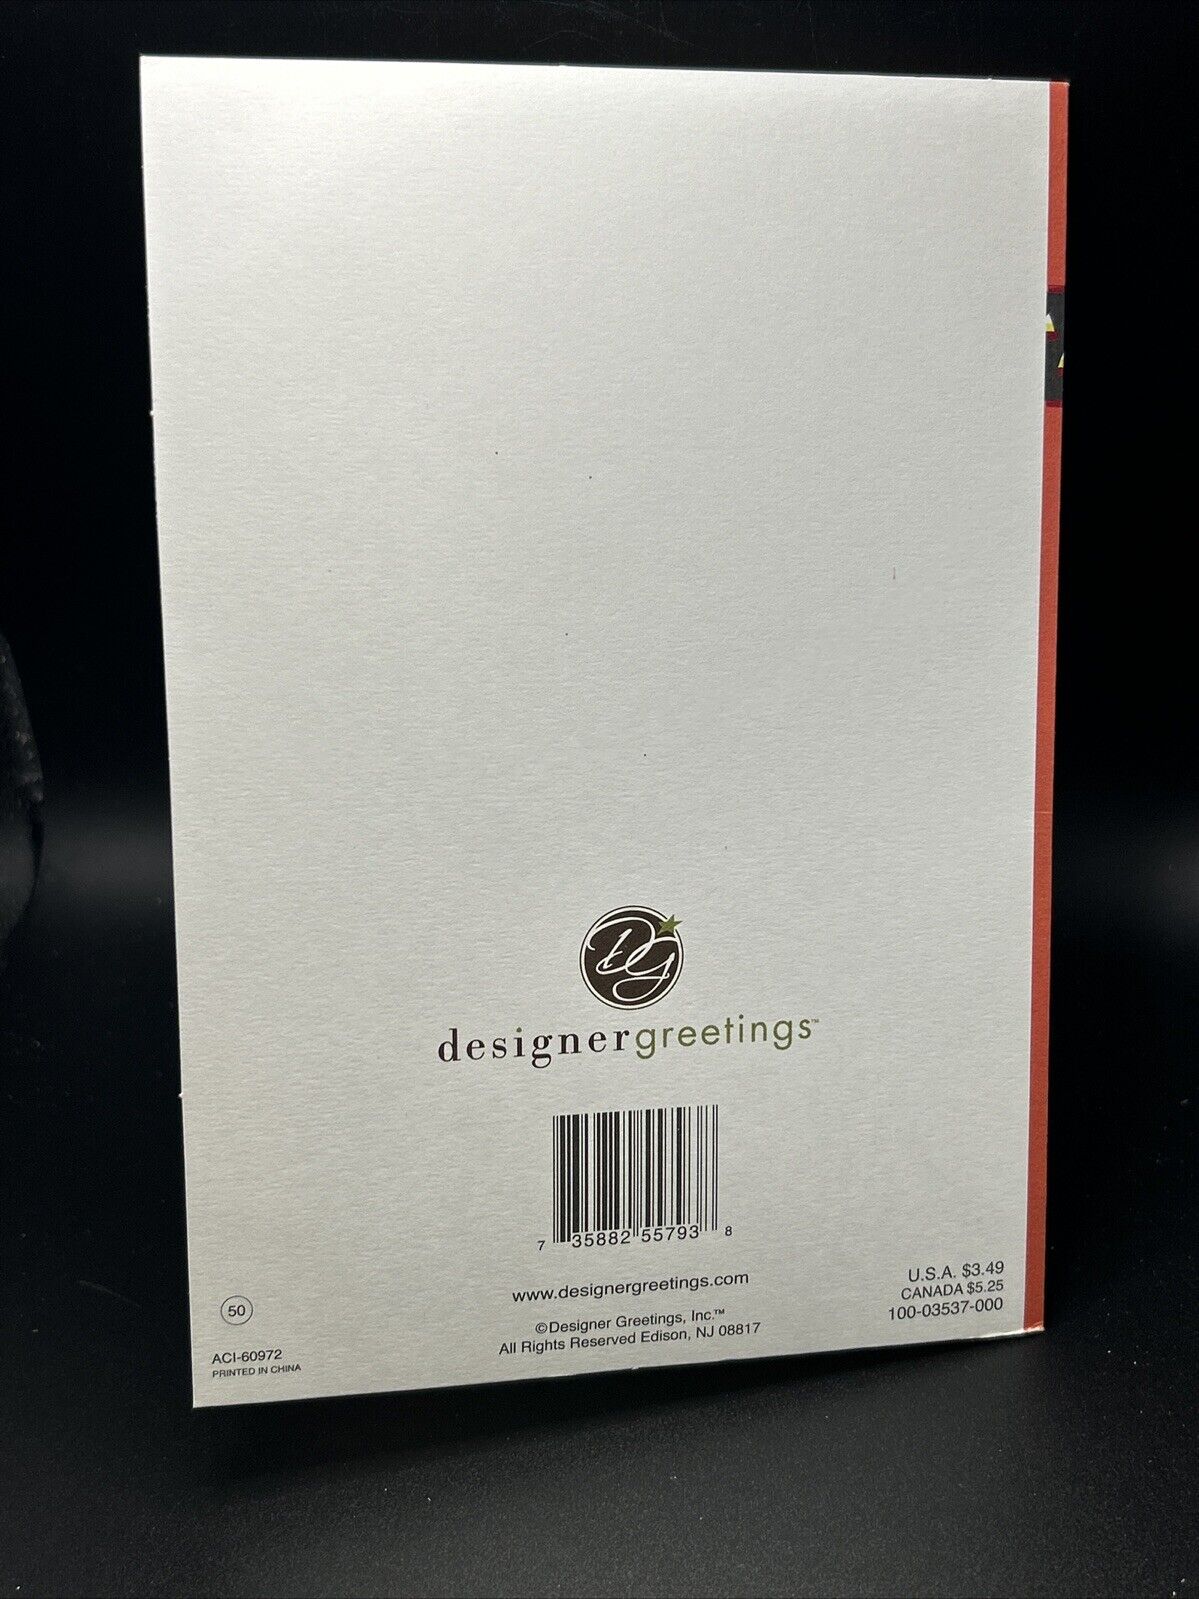 DG
designergreetings™
7 35882 55793 8
www.designergreetings.com
©Designer Greetings, Inc.™
All Rights Reserved Edison, NJ 08817
U.S.A. $3.49
CANADA $5.25
100-03537-000
50
ACI-60972
PRINTED IN CHINA